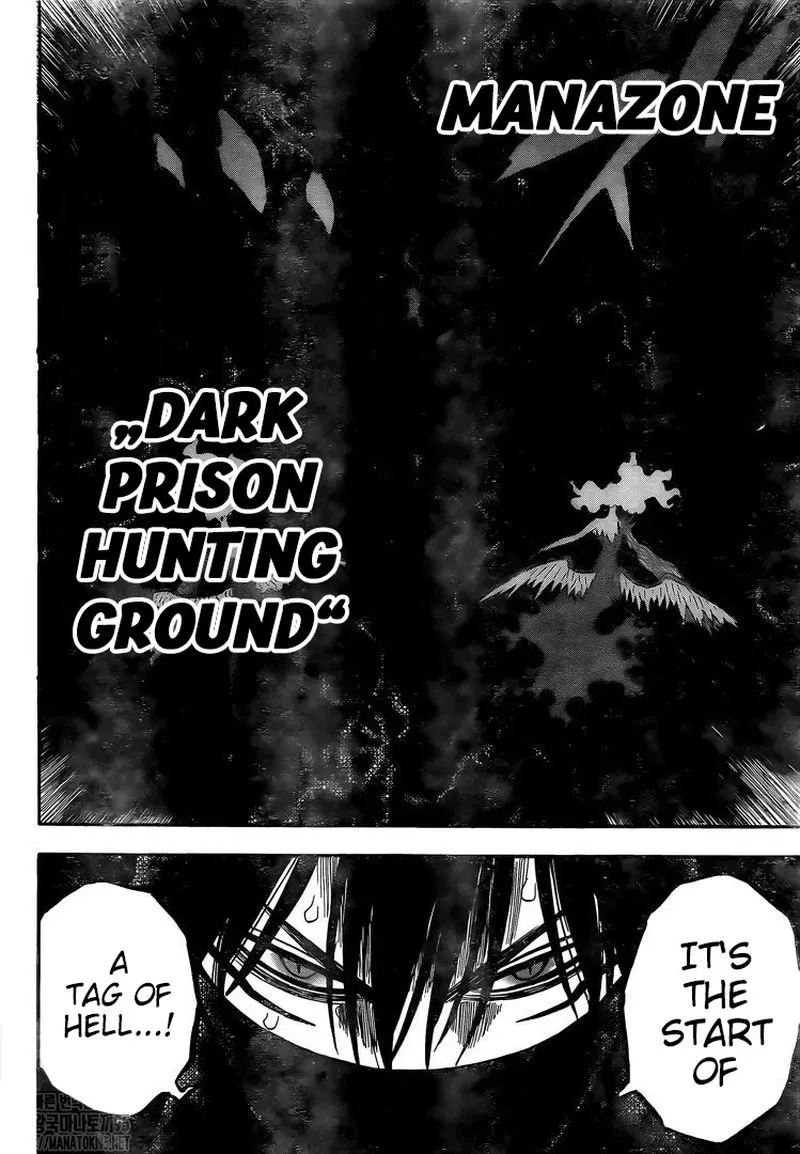 MANAZONE
„DARK
PRISON
HUNTING
GROUND“
IT'S
THE
START
OF
A
TAG OF
HELL...!